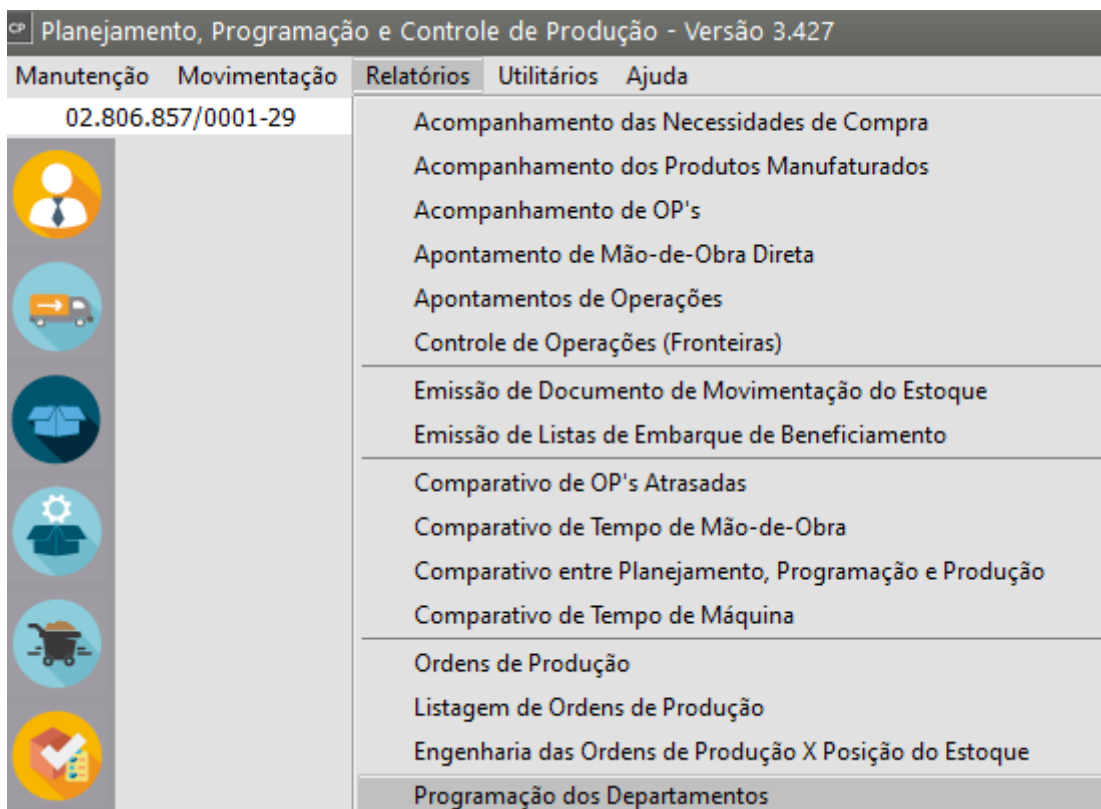 CP Planejamento, Programação e Controle de Produção - Versão 3.427
Manutenção Movimentação Relatórios Utilitários Ajuda
02.806.857/0001-29
Acompanhamento das Necessidades de Compra
Acompanhamento dos Produtos Manufaturados
Acompanhamento de OP's
Apontamento de Mão-de-Obra Direta
Apontamentos de Operações
Controle de Operações (Fronteiras)
Emissão de Documento de Movimentação do Estoque
Emissão de Listas de Embarque de Beneficiamento
Comparativo de OP's Atrasadas
Comparativo de Tempo de Mão-de-Obra
Comparativo entre Planejamento, Programação e Produção
Comparativo de Tempo de Máquina
Ordens de Produção
Listagem de Ordens de Produção
Engenharia das Ordens de Produção X Posição do Estoque
Programação dos Departamentos